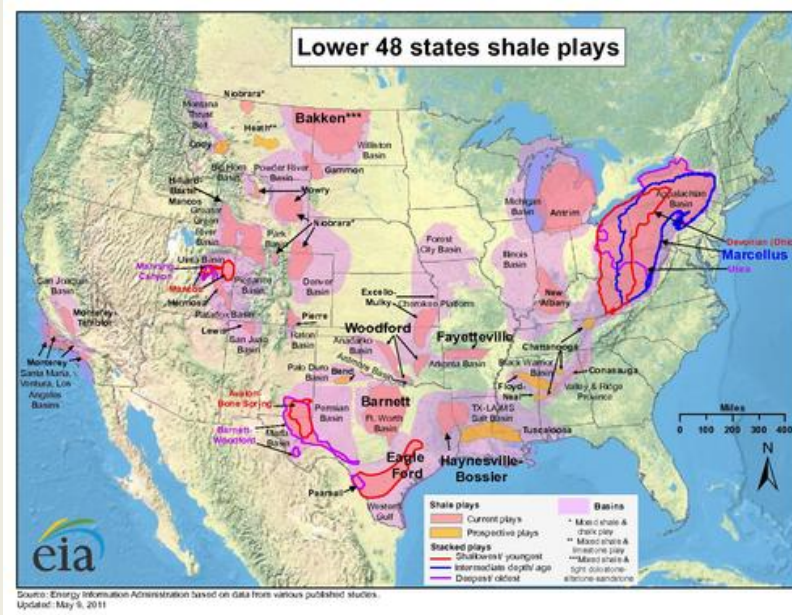 Lower 48 states shale plays
Niobrara*
Montana
Thrust
Belt
Bakken***
Heath**
Cody
Williston
Basin
Big Horn
Basin
Powder River
Basin
Gammon
Hilliard-
Baxter-
Mancos
Mowry
Greater
Green
River
Basin
Niobrara*
Park
Basin
Michigan
Basin
Antrim
Appalachian
Basin
Devonian (Ohio
Marcellus
Utica
Forest
City Basin
Illinois
Basin
Uinta Basin
Manning
Canyon
Mancos
Piceance
Basin
Denver
Basin
San Joaquin
Basin
Monterey-
Temblor
Hermosa
Paradox Basin
Excello-
Mulky
Cherokee Platform
New
Albany
Pierre
Lewis
San Juan
Basin
Raton
Basin
Woodford
Anadarko
Basin
Fayetteville
Chattanooga
Monterey
Santa Maria,
Ventura, Los
Angeles
Basins
Palo Duro
Basin
Bend
Ardmore Basin
Arkoma Basin
Black Warrior
Basin
Conasauga
Floyd-
Neal
Valley & Ridge
Province
Avalon-
Bone Spring
Permian
Basin
Barnett
Ft. Worth
Basin
TX-LA-MS
Salt Basin
Tuscaloosa
Barnett-
Woodford
Marfa
Basin
Eagle
Ford
Haynesville-
Bossier
Pearsall
Western
Gulf
Miles
0 100 200 300 400
N
Shale plays
Current plays
Prospective plays
Stacked plays
Shallowest/ youngest
Intermediate depth/ age
Deepest/ oldest
Basins
* Mixed shale &
chalk play
** Mixed shale &
limestone play
***Mixed shale &
tight dolostone-
siltstone-sandstone
eia
Source: Energy Information Administration based on data from various published studies.
Updated: May 9, 2011